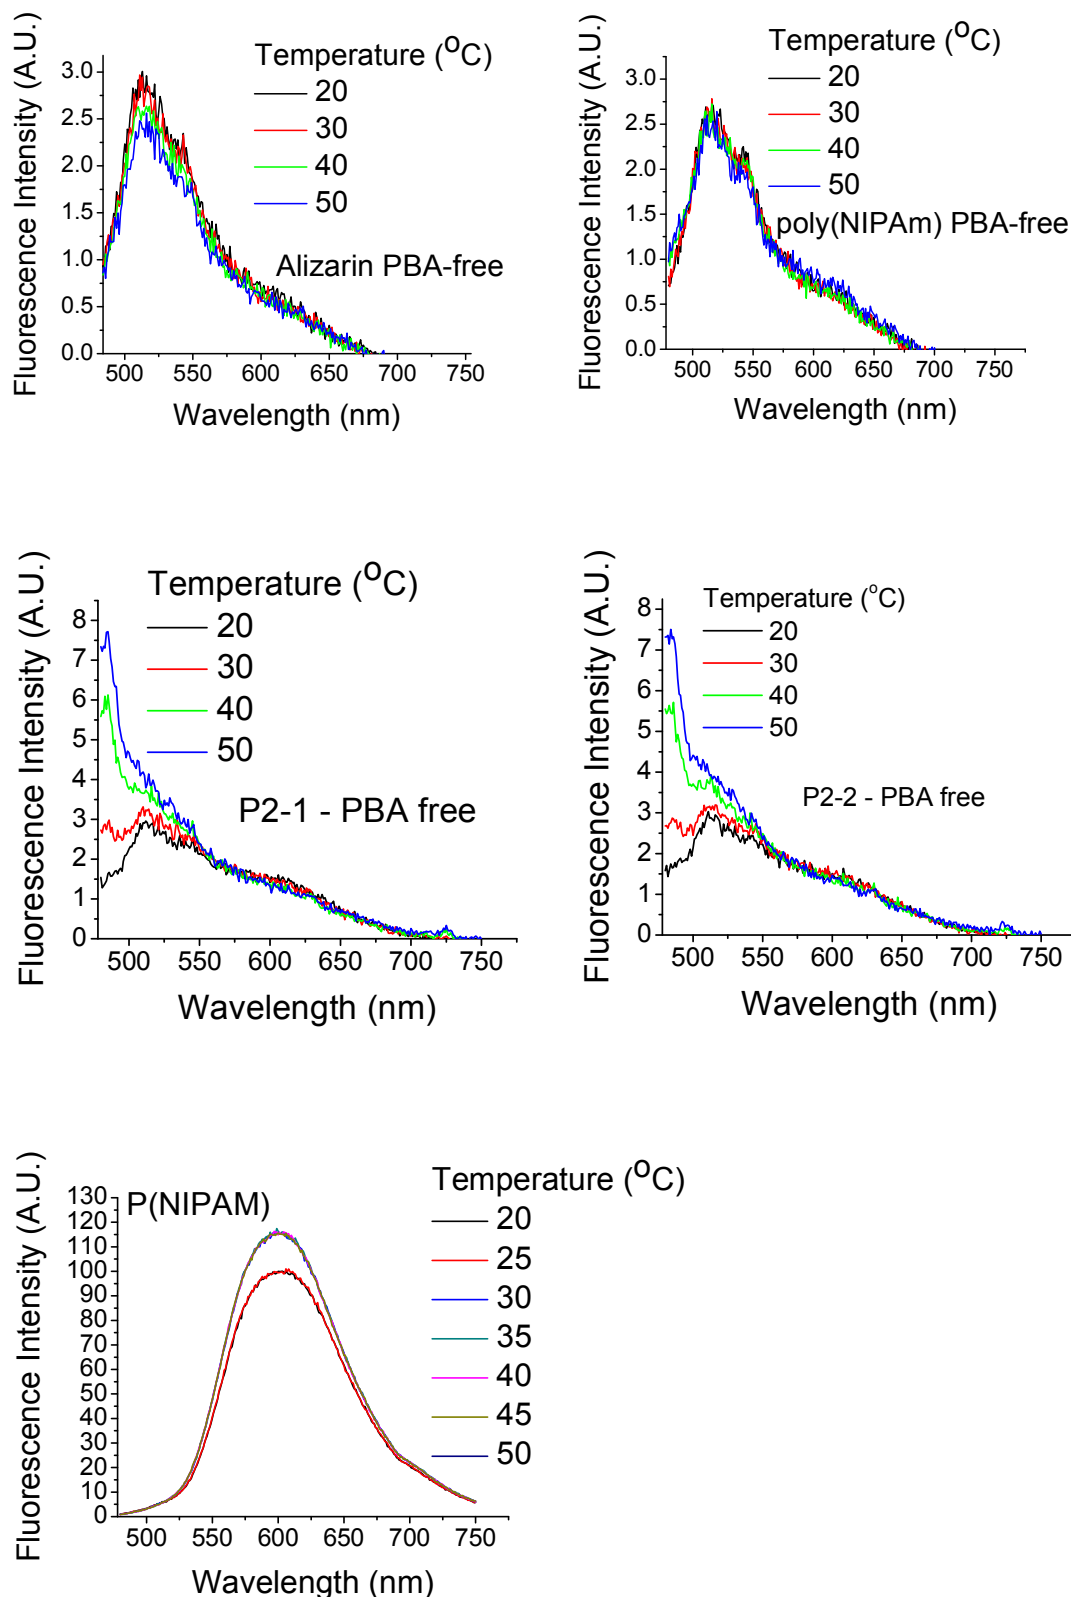 Fluorescence Intensity (A.U.)
Temperature (°C)
20
30
40
50
Alizarin PBA-free
3.0
2.5
2.0
1.5
1.0
0.5
0.0
500 550 600 650 700 750
Wavelength (nm)
Fluorescence Intensity (A.U.)
Temperature (°C)
20
30
40
50
poly(NIPAm) PBA-free
3.0
2.5
2.0
1.5
1.0
0.5
0.0
500 550 600 650 700 750
Wavelength (nm)
Fluorescence Intensity (A.U.)
Temperature (°C)
20
30
40
50
P2-1 - PBA free
8
7
6
5
4
3
2
1
0
500 550 600 650 700 750
Wavelength (nm)
Fluorescence Intensity (A.U.)
Temperature (°C)
20
30
40
50
P2-2 - PBA free
8
7
6
5
4
3
2
1
0
500 550 600 650 700 750
Wavelength (nm)
Fluorescence Intensity (A.U.)
P(NIPAM)
Temperature (°C)
20
25
30
35
40
45
50
130
120
110
100
90
80
70
60
50
40
30
20
10
0
500 550 600 650 700 750
Wavelength (nm)